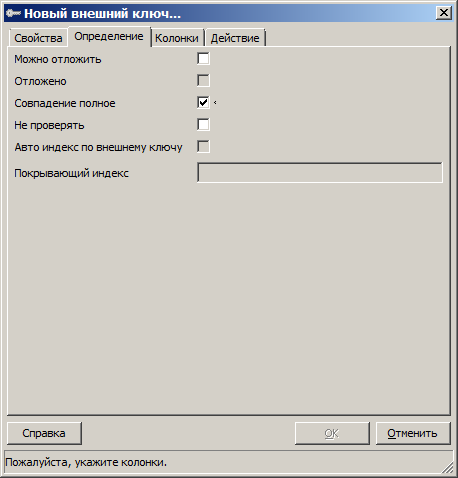 Новый внешний ключ...
Свойства Определение Колонки Действие
Можно отложить
Отложено
Совпадение полное
Не проверять
Авто индекс по внешнему ключу
Покрывающий индекс
Справка OK Отменить
Пожалуйста, укажите колонки.